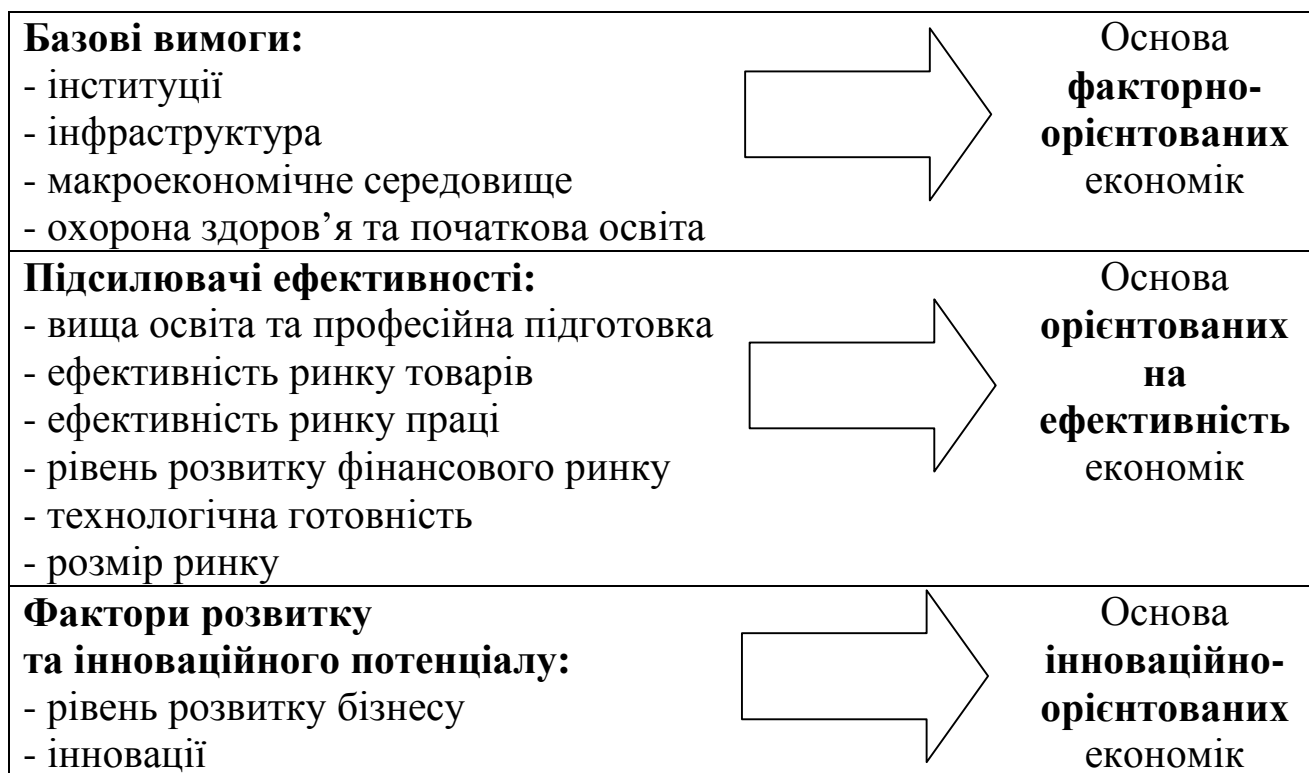 Базові вимоги:
- інституції
- інфраструктура
- макроекономічне середовище
- охорона здоров’я та початкова освіта
Основа
факторно-
орієнтованих
економік
Підсилювачі ефективності:
- вища освіта та професійна підготовка
- ефективність ринку товарів
- ефективність ринку праці
- рівень розвитку фінансового ринку
- технологічна готовність
- розмір ринку
Основа
орієнтованих
на
ефективність
економік
Фактори розвитку
та інноваційного потенціалу:
- рівень розвитку бізнесу
- інновації
Основа
інноваційно-
орієнтованих
економік